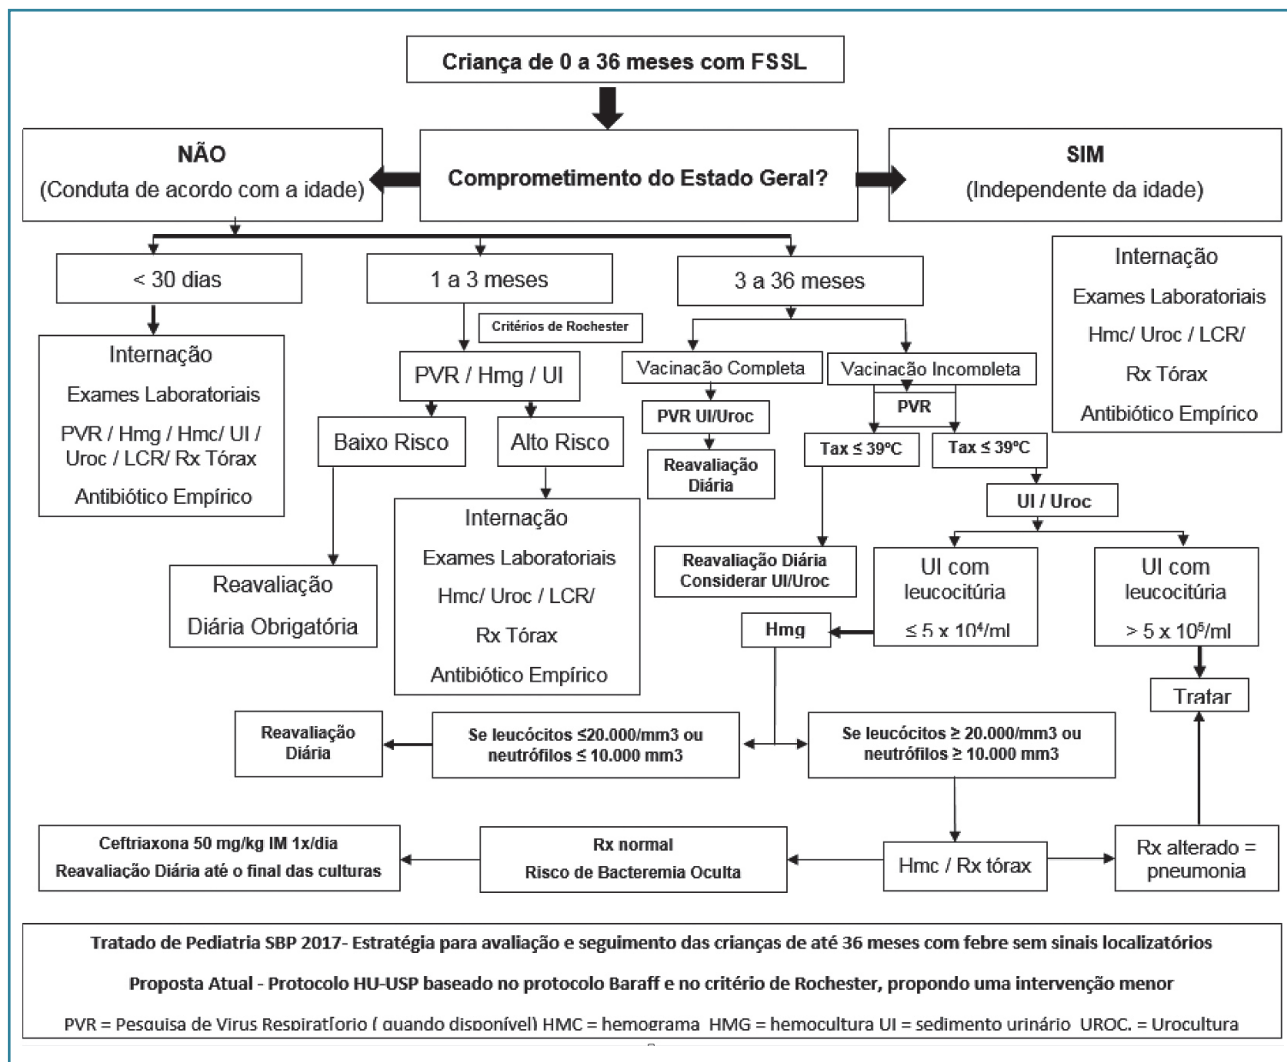 Criança de 0 a 36 meses com FSSL
NÃO
(Conduta de acordo com a idade)
Comprometimento do Estado Geral?
SIM
(Independente da idade)
< 30 dias
1 a 3 meses
3 a 36 meses
Internação
Exames Laboratoriais
Hmc/ Uroc / LCR/
Rx Tórax
Antibiótico Empírico
Internação
Exames Laboratoriais
PVR / Hmg / Hmc/ UI /
Uroc / LCR/ Rx Tórax
Antibiótico Empírico
Critérios de Rochester
PVR / Hmg / UI
Baixo Risco
Alto Risco
Reavaliação
Diária Obrigatória
Internação
Exames Laboratoriais
Hmc/ Uroc / LCR/
Rx Tórax
Antibiótico Empírico
Vacinação Completa
Vacinação Incompleta
PVR UI/Uroc
Reavaliação
Diária
PVR
Tax ≤ 39ºC
Tax ≤ 39ºC
Reavaliação Diária
Considerar UI/Uroc
UI / Uroc
UI com
leucocitúria
≤ 5 x 10⁴/ml
UI com
leucocitúria
> 5 x 10⁵/ml
Hmg
Tratar
Reavaliação
Diária
Se leucócitos ≤20.000/mm3 ou
neutrófilos ≤ 10.000 mm3
Se leucócitos ≥ 20.000/mm3 ou
neutrófilos ≥ 10.000 mm3
Ceftriaxona 50 mg/kg IM 1x/dia
Reavaliação Diária até o final das culturas
Rx normal
Risco de Bacteremia Oculta
Hmc / Rx tórax
Rx alterado =
pneumonia
Tratado de Pediatria SBP 2017- Estratégia para avaliação e seguimento das crianças de até 36 meses com febre sem sinais localizatórios
Proposta Atual - Protocolo HU-USP baseado no protocolo Baraff e no critério de Rochester, propondo uma intervenção menor
PVR = Pesquisa de Virus Respiratƒorio ( quando disponível) HMC = hemograma HMG = hemocultura UI = sedimento urinário UROC. = Urocultura